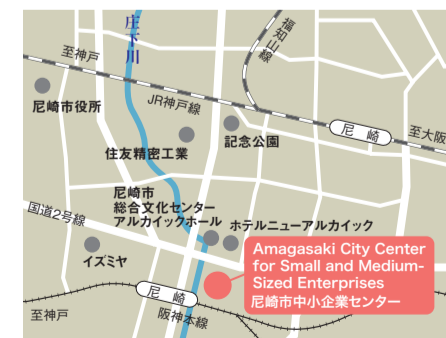 庄下川
福知山線
至神戸
尼崎市役所
JR神戸線
記念公園
尼崎
至大阪
住友精密工業
尼崎市
総合文化センター
アルカイックホール
国道2号線
ホテルニューアルカイック
イズミヤ
Amagasaki City Center
for Small and Medium-
Sized Enterprises
尼崎市中小企業センター
尼崎
至神戸
阪神本線